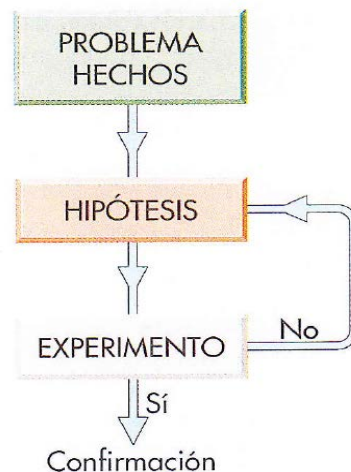 PROBLEMA
HECHOS
HIPÓTESIS
EXPERIMENTO
No
Sí
Confirmación